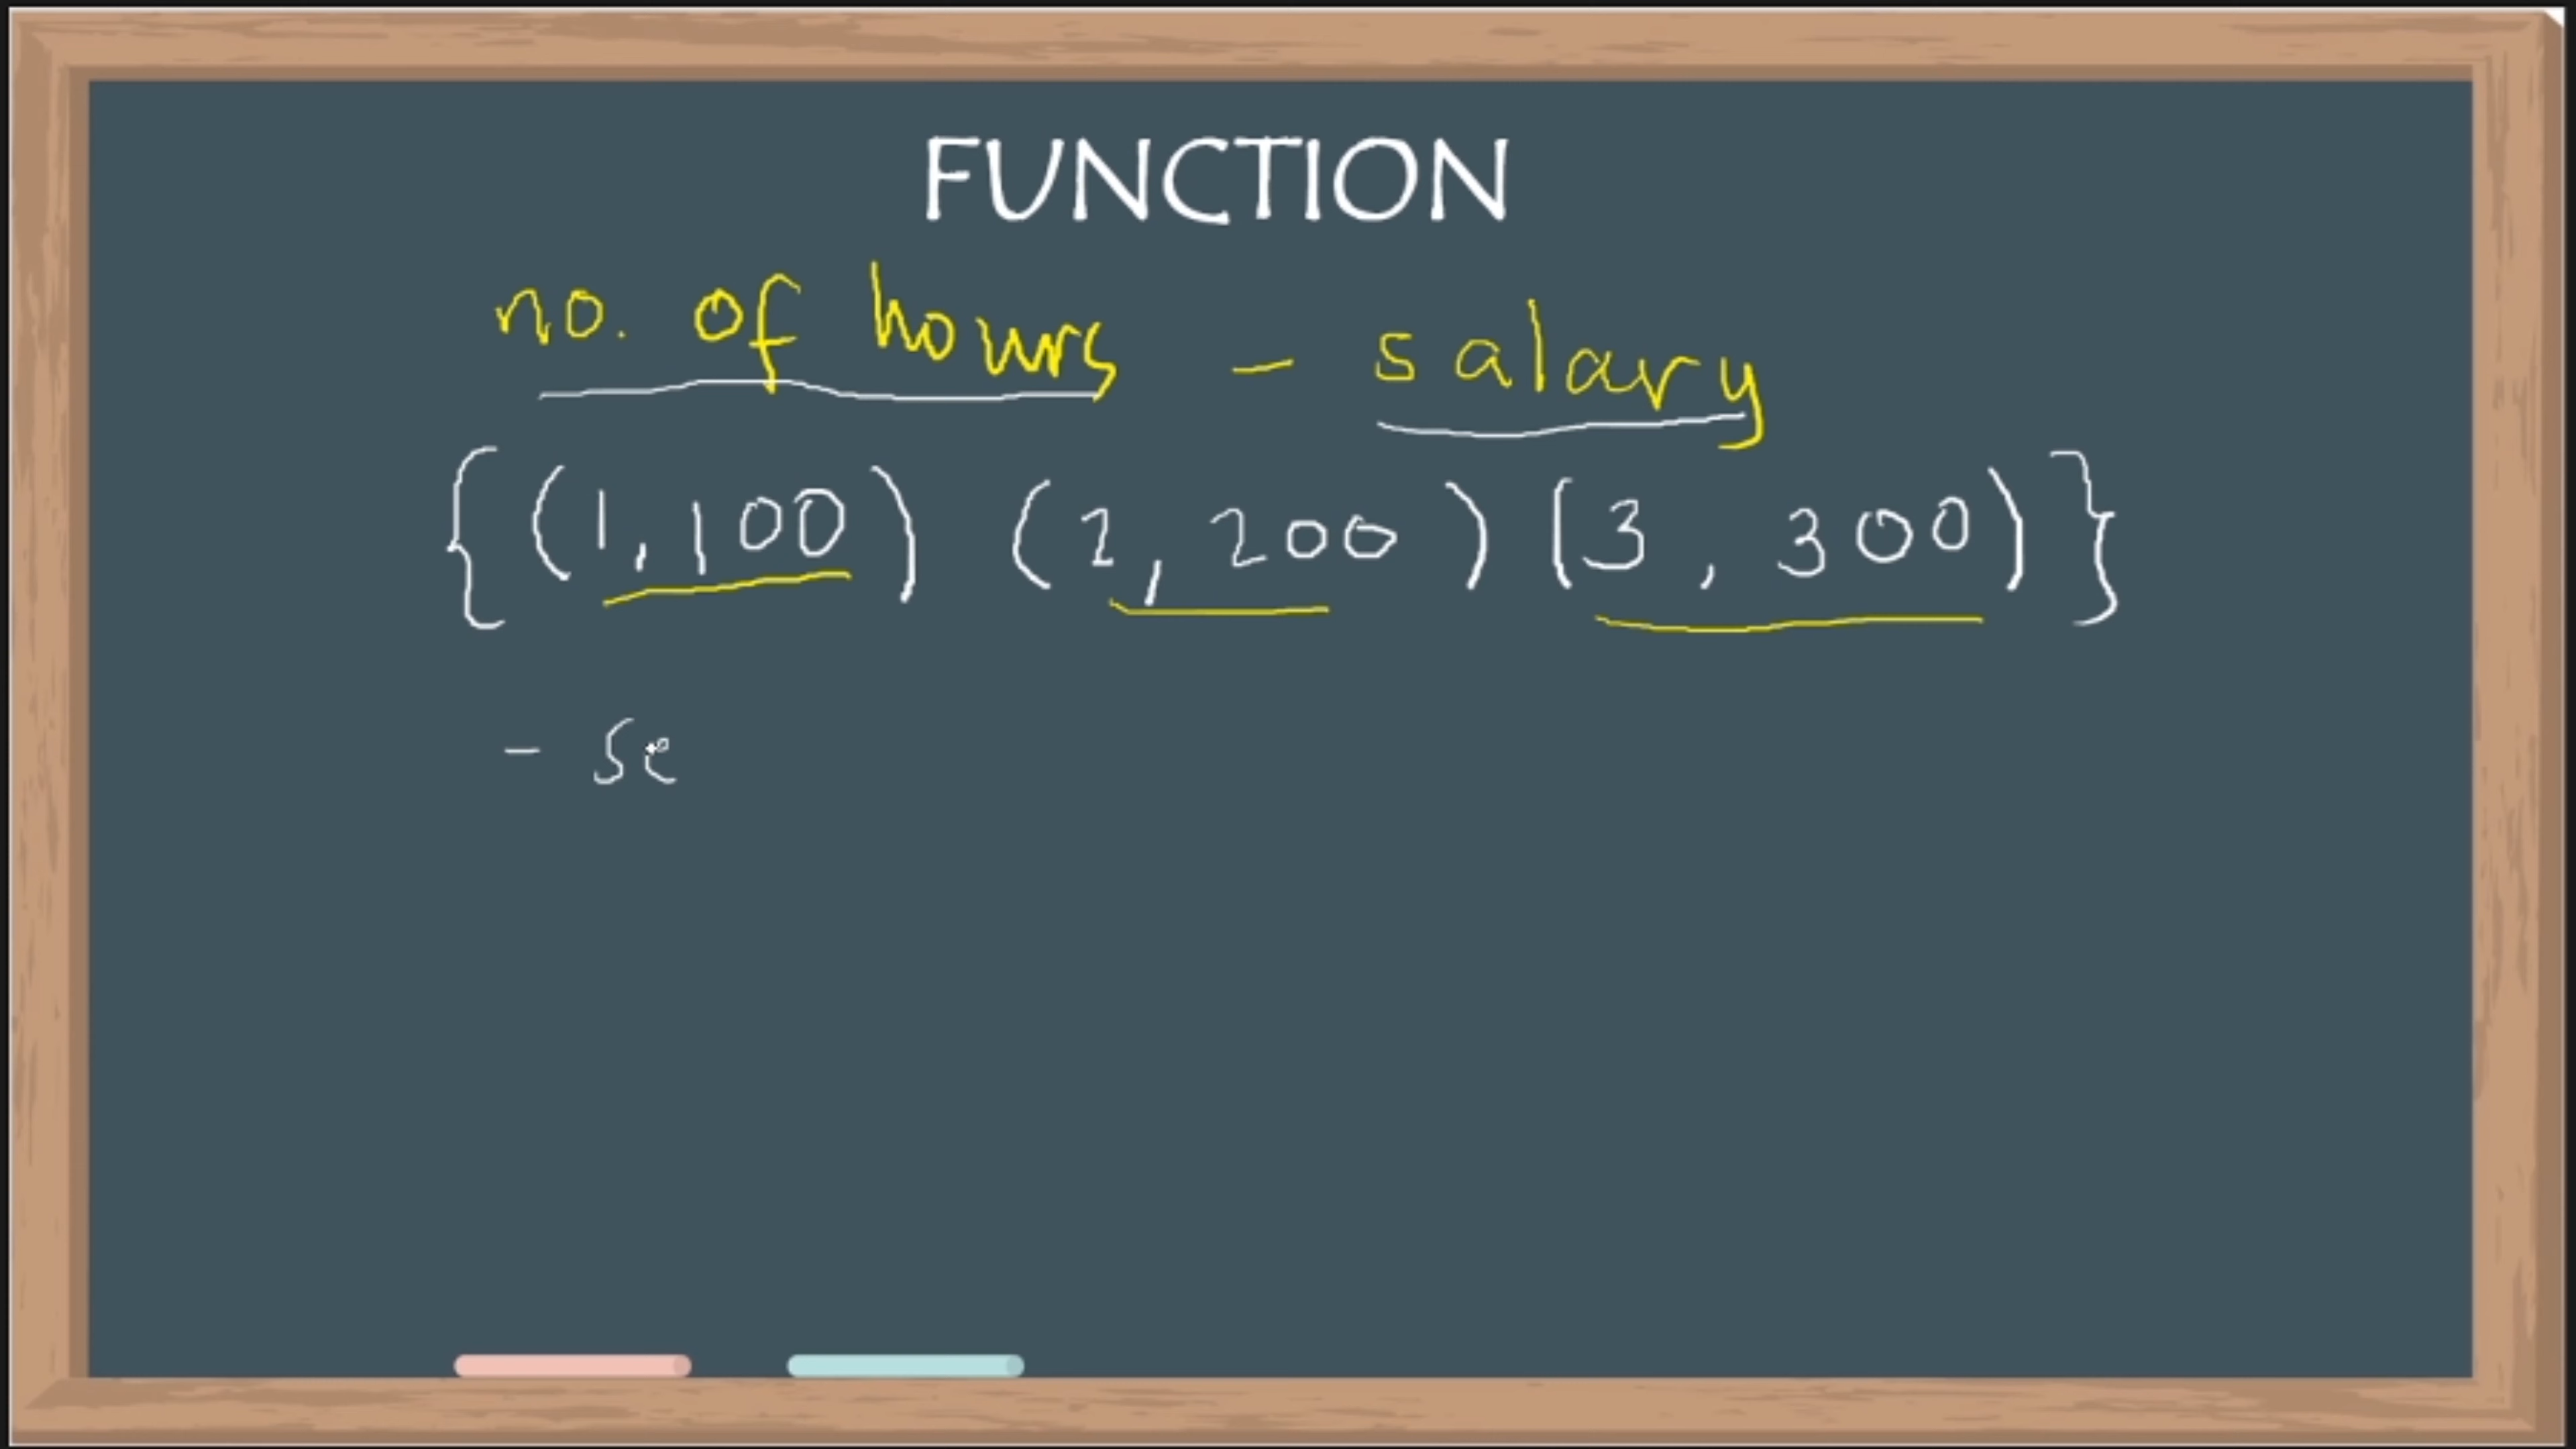 FUNCTION
no. of hours - salary
{(1,100) (2,200) (3,300)}
- se